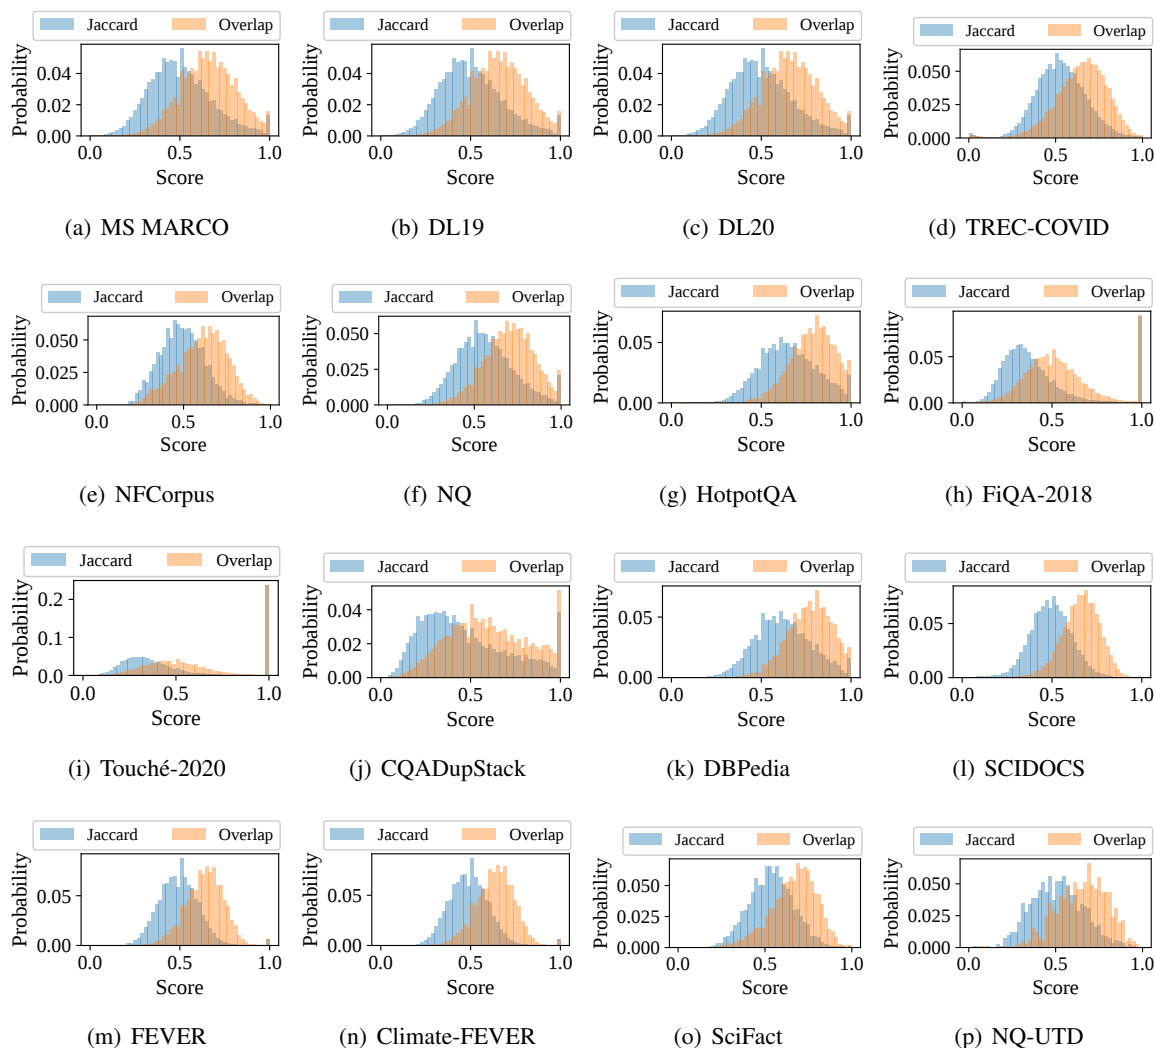 Jaccard Overlap Jaccard Overlap Jaccard Overlap Jaccard Overlap
Probability 0.04 0.02 0.00 0.0 0.5 1.0 Score
Probability 0.04 0.02 0.00 0.0 0.5 1.0 Score
Probability 0.04 0.02 0.00 0.0 0.5 1.0 Score
Probability 0.050 0.025 0.000 0.0 0.5 1.0 Score
(a) MS MARCO (b) DL19 (c) DL20 (d) TREC-COVID
Jaccard Overlap Jaccard Overlap Jaccard Overlap Jaccard Overlap
Probability 0.050 0.025 0.000 0.0 0.5 1.0 Score
Probability 0.050 0.025 0.000 0.0 0.5 1.0 Score
Probability 0.05 0.00 0.0 0.5 1.0 Score
Probability 0.05 0.00 0.0 0.5 1.0 Score
(e) NFCorpus (f) NQ (g) HotpotQA (h) FiQA-2018
Jaccard Overlap Jaccard Overlap Jaccard Overlap Jaccard Overlap
Probability 0.2 0.1 0.0 0.0 0.5 1.0 Score
Probability 0.04 0.02 0.00 0.0 0.5 1.0 Score
Probability 0.05 0.00 0.0 0.5 1.0 Score
Probability 0.05 0.00 0.0 0.5 1.0 Score
(i) Touché-2020 (j) CQADupStack (k) DBPedia (l) SCIDOCS
Jaccard Overlap Jaccard Overlap Jaccard Overlap Jaccard Overlap
Probability 0.05 0.00 0.0 0.5 1.0 Score
Probability 0.05 0.00 0.0 0.5 1.0 Score
Probability 0.050 0.025 0.000 0.0 0.5 1.0 Score
Probability 0.050 0.025 0.000 0.0 0.5 1.0 Score
(m) FEVER (n) Climate-FEVER (o) SciFact (p) NQ-UTD